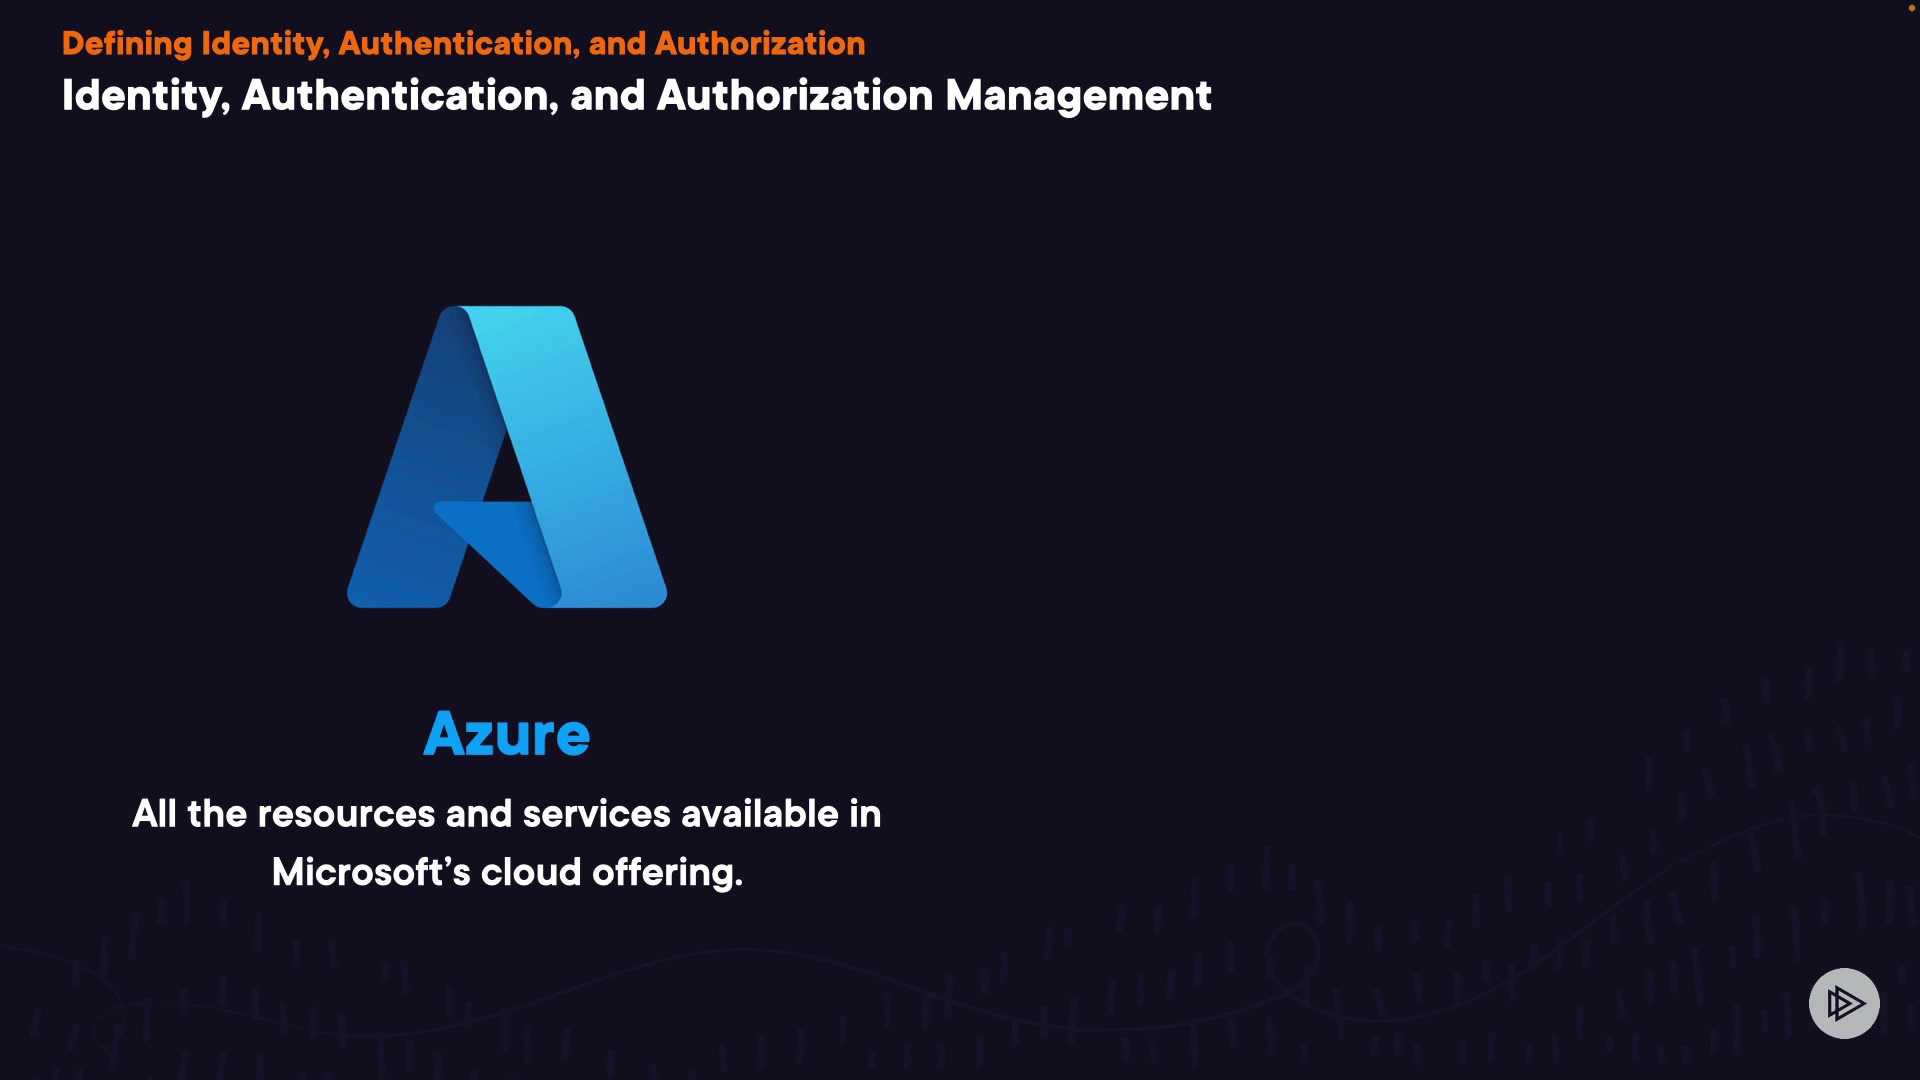 Defining Identity, Authentication, and Authorization
Identity, Authentication, and Authorization Management
Azure
All the resources and services available in
Microsoft’s cloud offering.